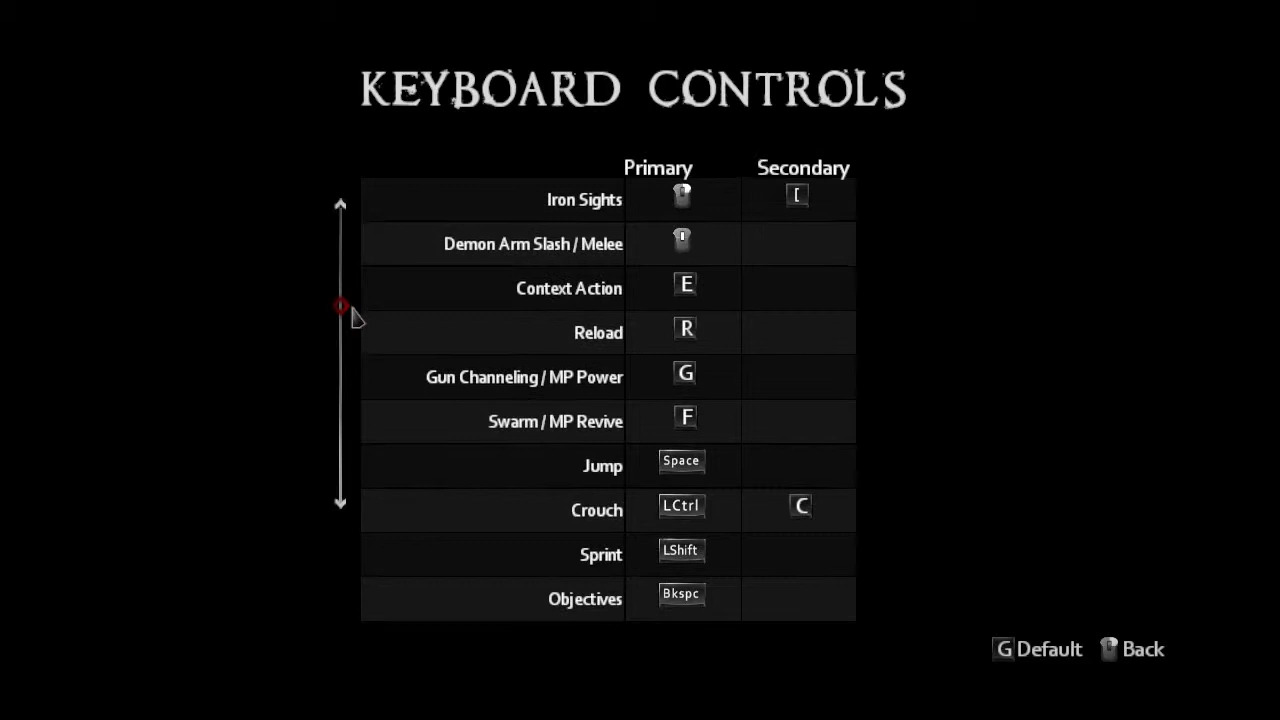 KEYBOARD CONTROLS
Primary Secondary
Iron Sights [
Demon Arm Slash / Melee
Context Action E
Reload R
Gun Channeling / MP Power G
Swarm / MP Revive F
Jump Space
Crouch LCtrl C
Sprint LShift
Objectives Bkspc
G Default Back